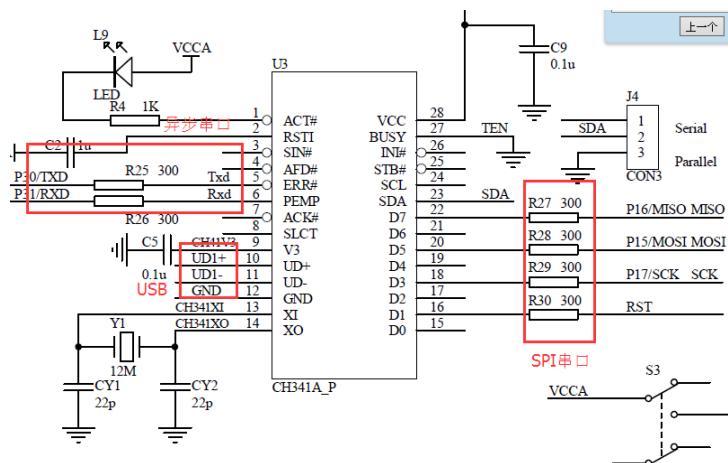 上一个
L9
VCCA
LED
R4 1K
U3
C9
0.1u
J4
1
2
3
CON3
SDA
Serial
Parallel
异步串口
C2 1u
R25 300
P30/TXD
Txd
P31/RXD
Rxd
R26 300
C5
0.1u
CH41V3
UD1+
UD1-
GND
USB
CH341XI
CH341XO
Y1
12M
CY1
22p
CY2
22p
1 ACT#
2 RSTI
3 SIN#
4 AFD#
5 ERR#
6 PEMP
7 ACK#
8 SLCT
9 V3
10 UD+
11 UD-
12 GND
13 XI
14 XO
VCC 28
BUSY 27
INI# 26
STB# 25
SCL 24
SDA 23
D7 22
D6 21
D5 20
D4 19
D3 18
D2 17
D1 16
D0 15
CH341A_P
TEN
SDA
R27 300
P16/MISO MISO
R28 300
P15/MOSI MOSI
R29 300
P17/SCK SCK
R30 300
RST
SPI串口
VCCA
S3